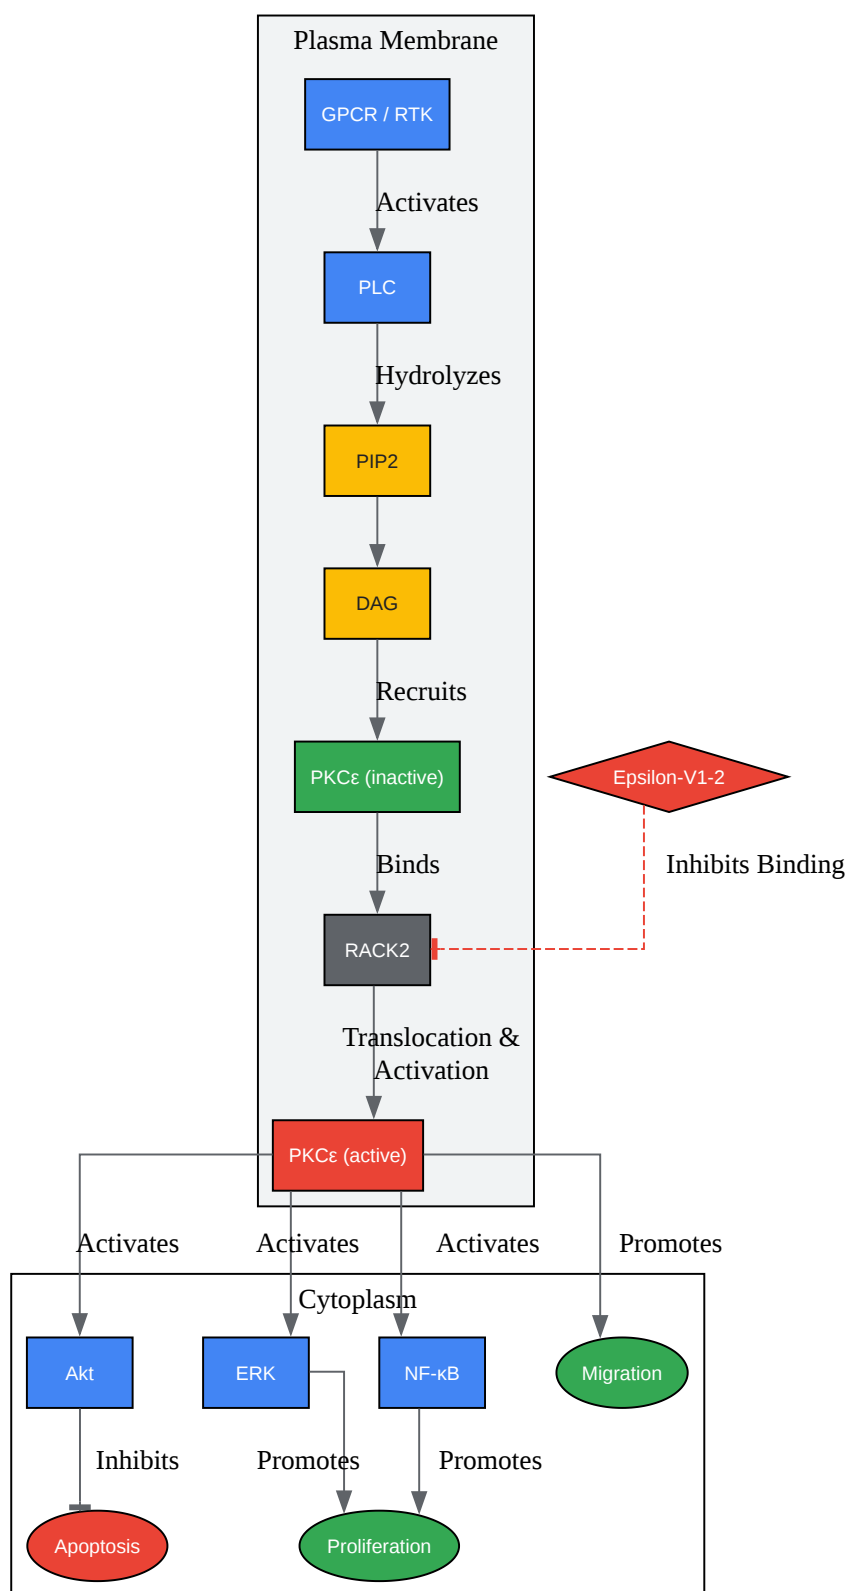 Plasma Membrane
GPCR / RTK
Activates
PLC
Hydrolyzes
PIP2
DAG
Recruits
PKCε (inactive)
Epsilon-V1-2
Binds
Inhibits Binding
RACK2
Translocation &
Activation
PKCε (active)
Activates
Activates
Activates
Promotes
Cytoplasm
Akt
ERK
NF-κB
Migration
Inhibits
Promotes
Promotes
Apoptosis
Proliferation